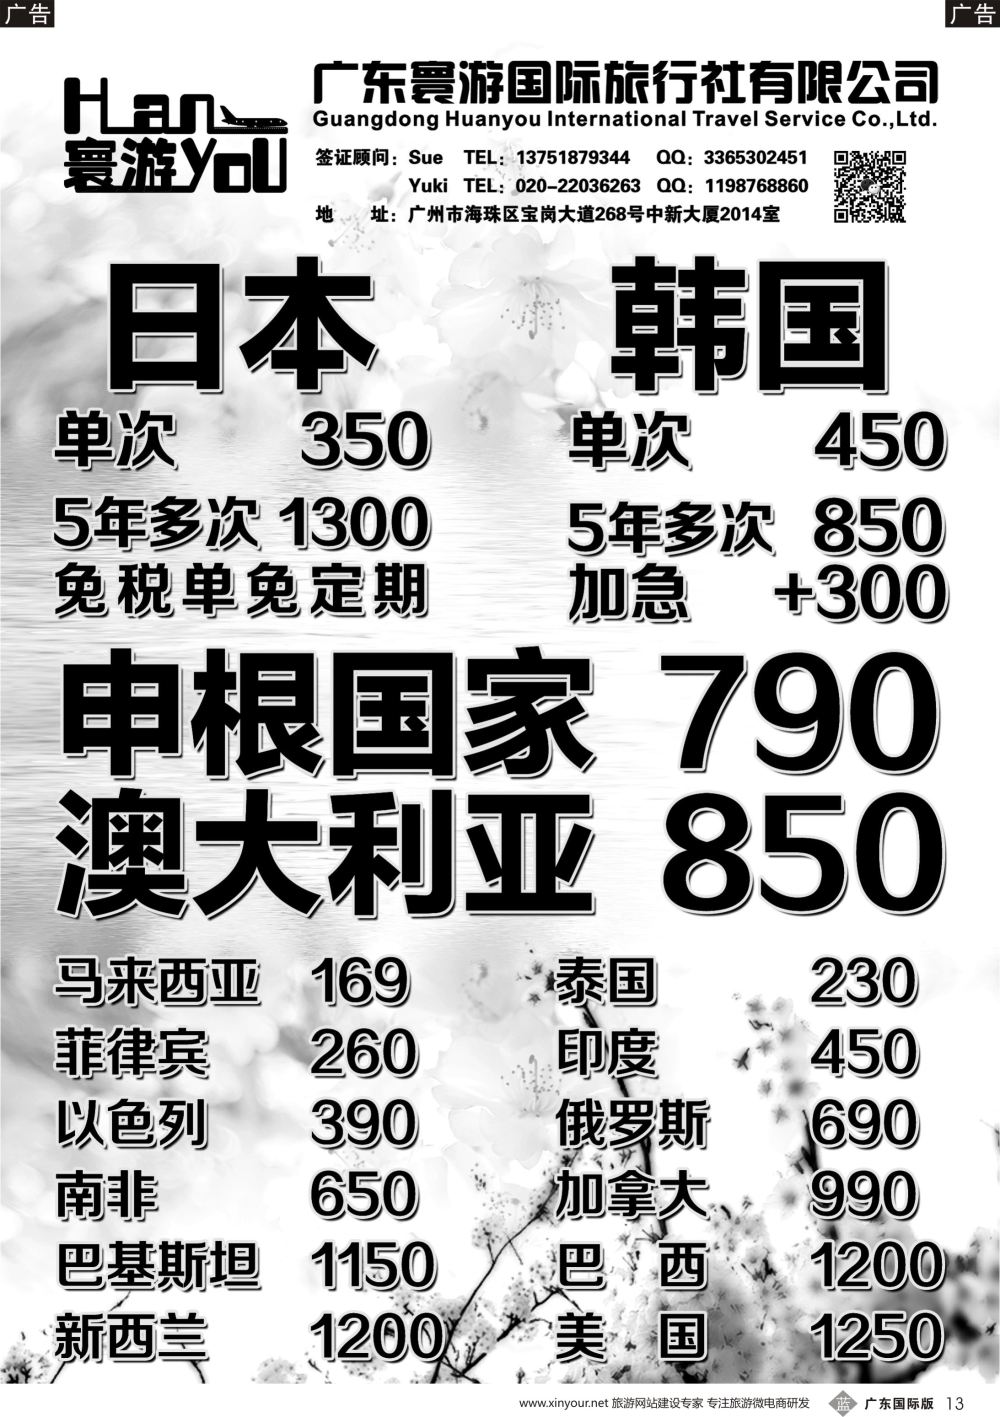 广告 广告
Huan
寰游you
广东寰游国际旅行社有限公司
Guangdong Huanyou International Travel Service Co.,Ltd.
签证顾问：Sue TEL：13751879344 QQ：3365302451
Yuki TEL：020-22036263 QQ：1198768860
地 址：广州市海珠区宝岗大道268号中新大厦2014室
日本 韩国
单次 350 单次 450
5年多次 1300 5年多次 850
免税单免定期 加急 +300
申根国家 790
澳大利亚 850
马来西亚 169 泰国 230
菲律宾 260 印度 450
以色列 390 俄罗斯 690
南非 650 加拿大 990
巴基斯坦 1150 巴 西 1200
新西兰 1200 美 国 1250
www.xinyour.net 旅游网站建设专家 专注旅游微电商研发 蓝 广东国际版 13